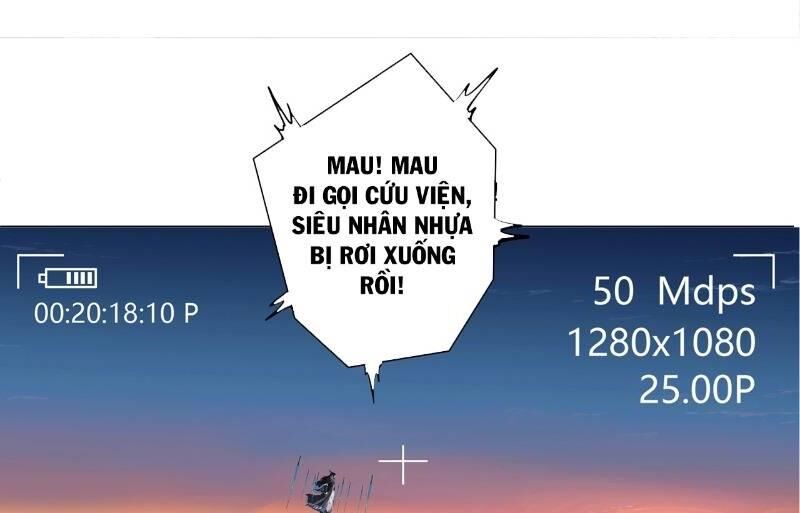 MAU! MAU
ĐI GỌI CỨU VIỆN,
SIÊU NHÂN NHỰA
BỊ RƠI XUỐNG
RỒI!
00:20:18:10 P
50 Mdps
1280x1080
25.00P